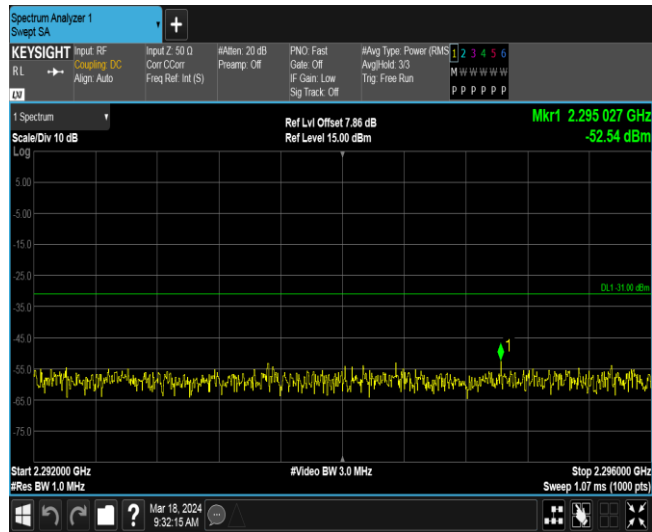 Spectrum Analyzer 1
Swept SA
+
KEYSIGHT
RL
LXI
Input: RF
Coupling: DC
Align: Auto
Input Z: 50 Ω
Corr CCorr
Freq Ref: Int (S)
#Atten: 20 dB
Preamp: Off
PNO: Fast
Gate: Off
IF Gain: Low
Sig Track: Off
#Avg Type: Power (RMS
Avg|Hold: 3/3
Trig: Free Run
1 2 3 4 5 6
M W W W W W
P P P P P P
1 Spectrum
Scale/Div 10 dB
Log
Ref Lvl Offset 7.86 dB
Ref Level 15.00 dBm
Mkr1 2.295 027 GHz
-52.54 dBm
5.00
-5.00
-15.0
-25.0
DL1 -31.00 dBm
-35.0
-45.0
1
-55.0
-65.0
-75.0
Start 2.292000 GHz
#Res BW 1.0 MHz
#Video BW 3.0 MHz
Stop 2.296000 GHz
Sweep 1.07 ms (1000 pts)
?
Mar 18, 2024
9:32:15 AM